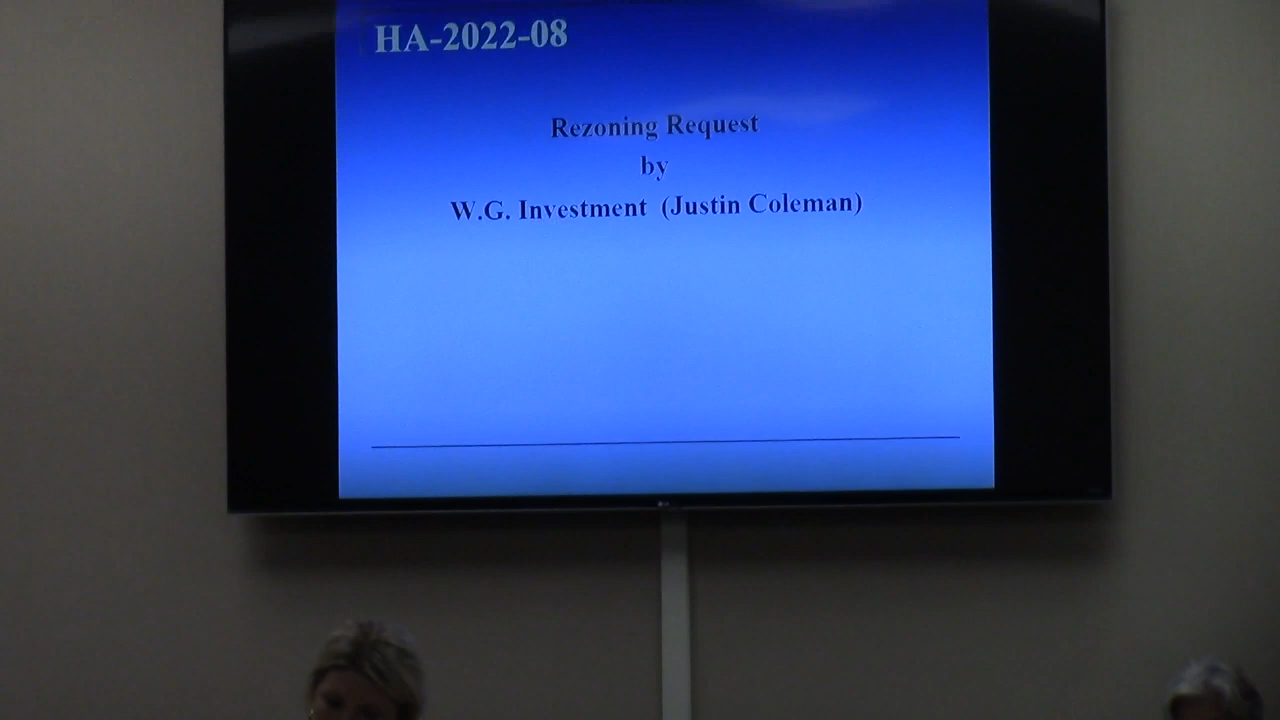 HA-2022-08
Rezoning Request
by
W.G. Investment (Justin Coleman)